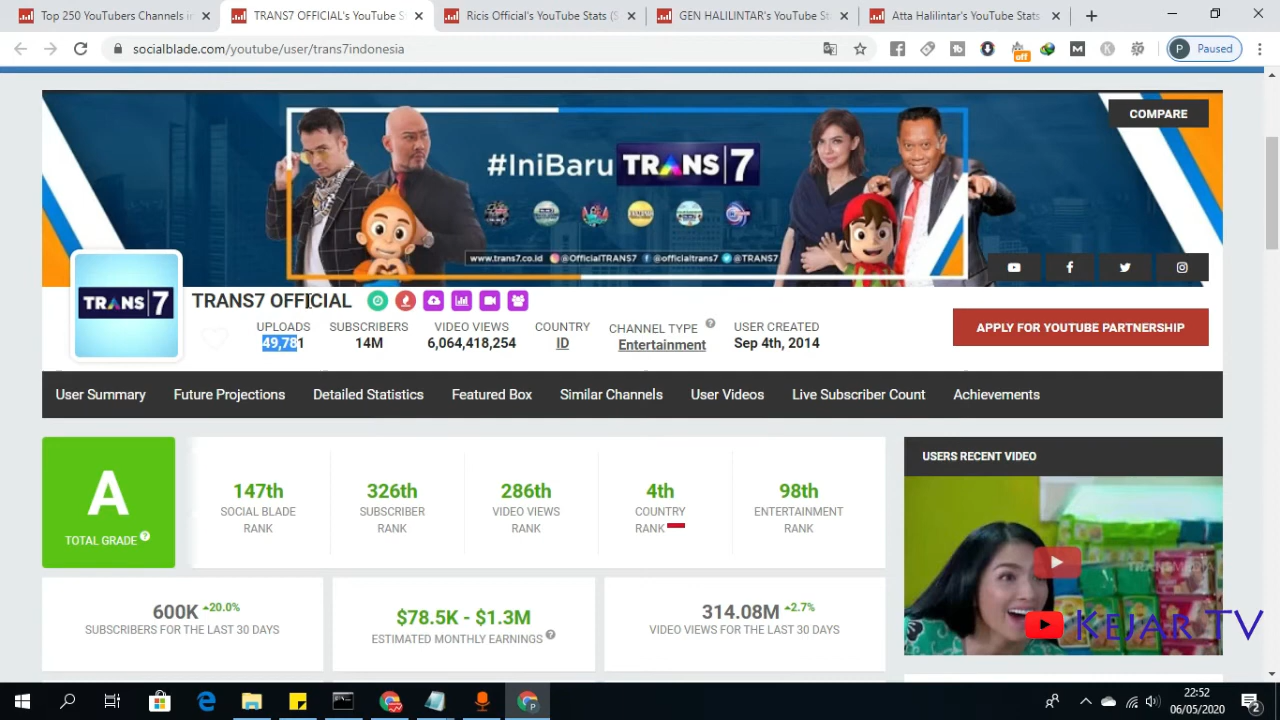 Top 250 YouTubers Channels in
TRANS7 OFFICIAL's YouTube S
Ricis Official's YouTube Stats (S
GEN HALILINTAR's YouTube St
Atta Halilintar's YouTube Stats
socialblade.com/youtube/user/trans7indonesia
off
P Paused
COMPARE
#IniBaru TRANS|7
www.trans7.co.id @OfficialTRANS7 @officialtrans7 @TRANS7
TRANS|7
TRANS7 OFFICIAL
UPLOADS
49,781
SUBSCRIBERS
14M
VIDEO VIEWS
6,064,418,254
COUNTRY
ID
CHANNEL TYPE
Entertainment
USER CREATED
Sep 4th, 2014
APPLY FOR YOUTUBE PARTNERSHIP
User Summary
Future Projections
Detailed Statistics
Featured Box
Similar Channels
User Videos
Live Subscriber Count
Achievements
A
TOTAL GRADE
147th
SOCIAL BLADE
RANK
326th
SUBSCRIBER
RANK
286th
VIDEO VIEWS
RANK
4th
COUNTRY
RANK
98th
ENTERTAINMENT
RANK
USERS RECENT VIDEO
TRANSMEDIA
600K 20.0%
SUBSCRIBERS FOR THE LAST 30 DAYS
$78.5K - $1.3M
ESTIMATED MONTHLY EARNINGS
314.08M 2.7%
VIDEO VIEWS FOR THE LAST 30 DAYS
KEJAR TV
22:52
06/05/2020
2